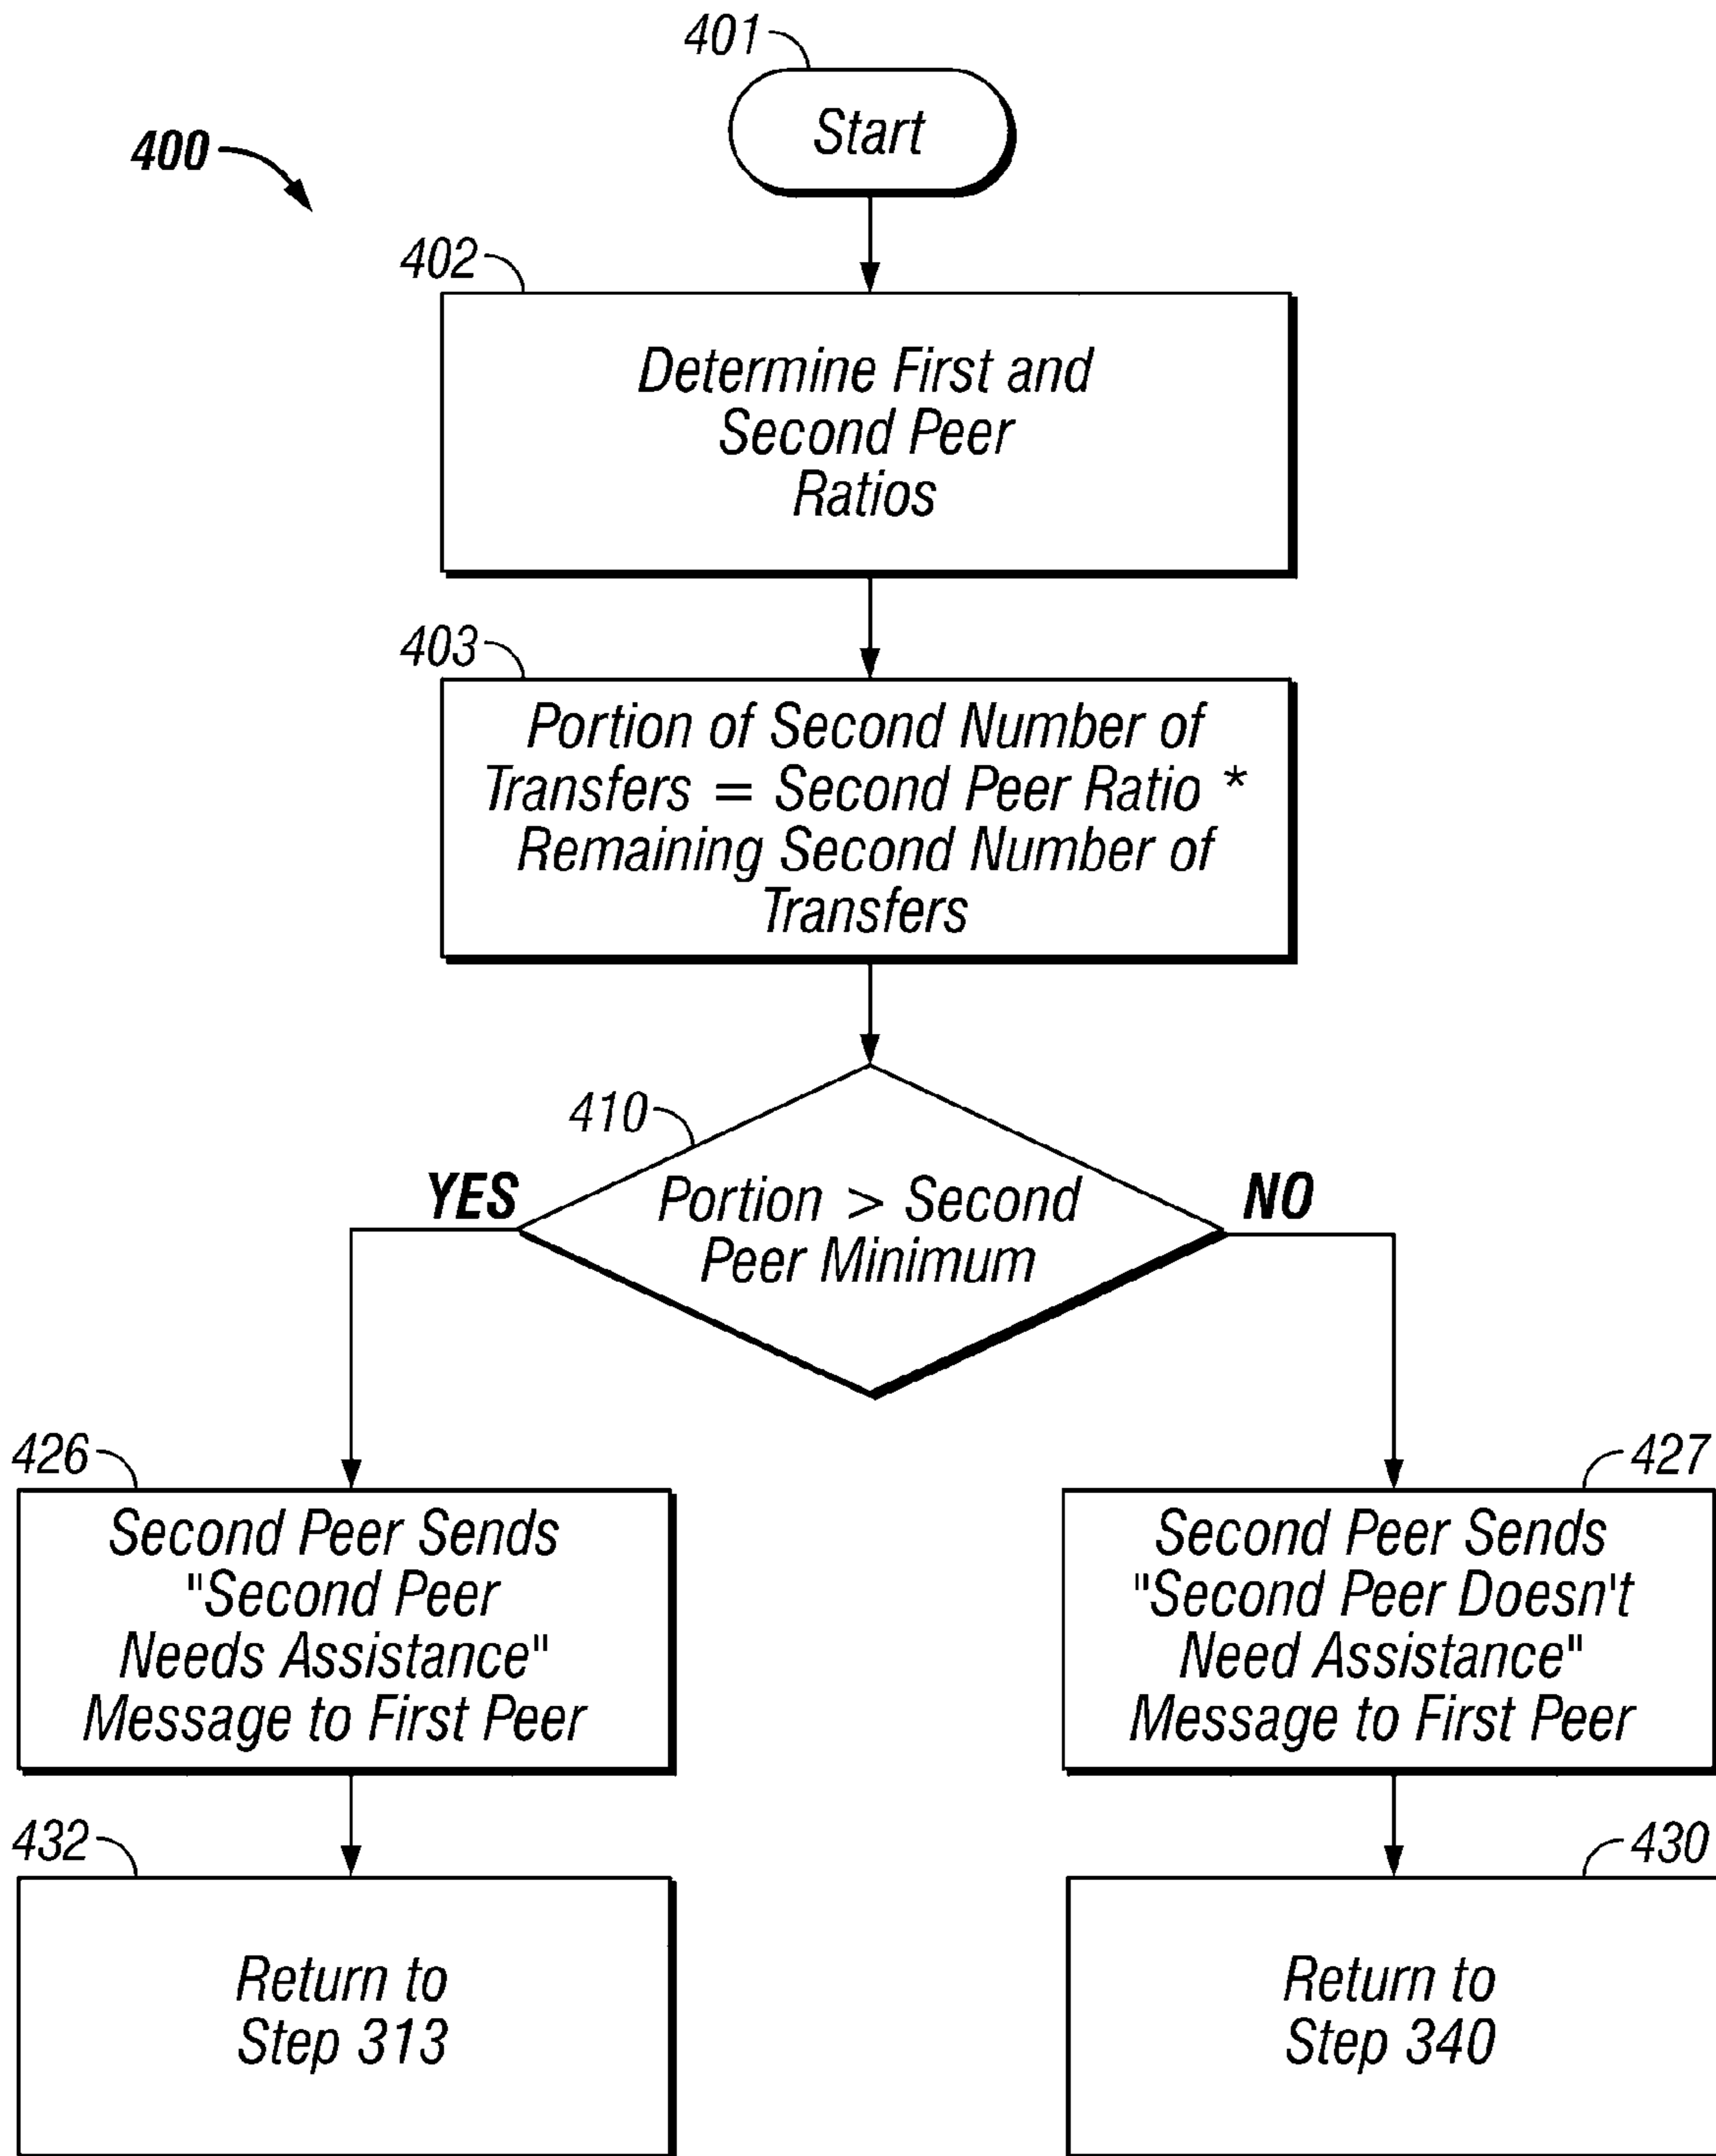 401
Start
400
402
Determine First and
Second Peer
Ratios
403
Portion of Second Number of
Transfers = Second Peer Ratio *
Remaining Second Number of
Transfers
410
YES
Portion > Second
Peer Minimum
NO
426
Second Peer Sends
"Second Peer
Needs Assistance"
Message to First Peer
427
Second Peer Sends
"Second Peer Doesn't
Need Assistance"
Message to First Peer
432
Return to
Step 313
430
Return to
Step 340